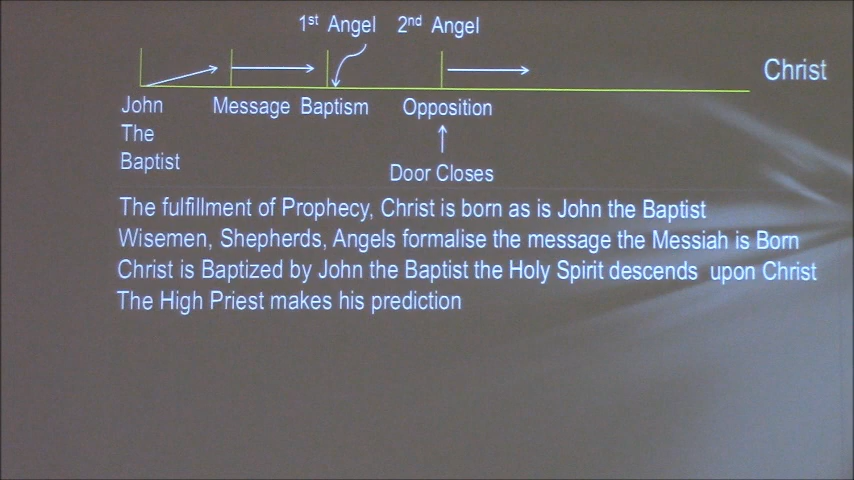 1st Angel 2nd Angel
Christ
John Message Baptism Opposition
The
Baptist
Door Closes
The fulfillment of Prophecy, Christ is born as is John the Baptist
Wisemen, Shepherds, Angels formalise the message the Messiah is Born
Christ is Baptized by John the Baptist the Holy Spirit descends upon Christ
The High Priest makes his prediction